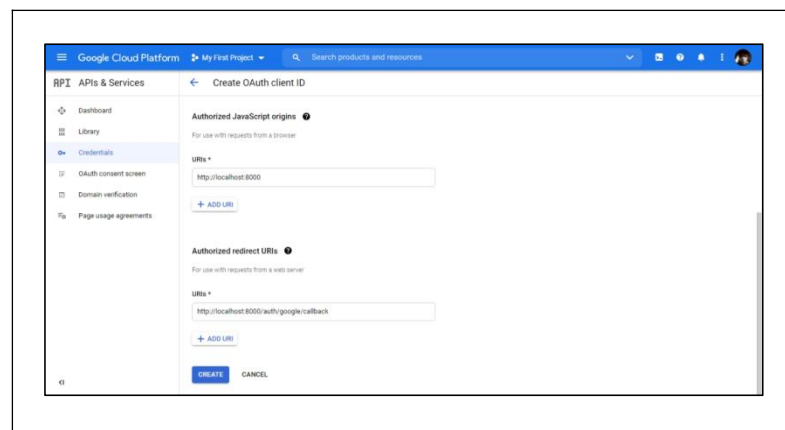 Google Cloud Platform My First Project Search products and resources
API APIs & Services Create OAuth client ID
Dashboard
Library
Credentials
OAuth consent screen
Domain verification
Page usage agreements
Authorized JavaScript origins
For use with requests from a browser
URIs *
http://localhost:8000
+ ADD URI
Authorized redirect URIs
For use with requests from a web server
URIs *
http://localhost:8000/auth/google/callback
+ ADD URI
CREATE CANCEL